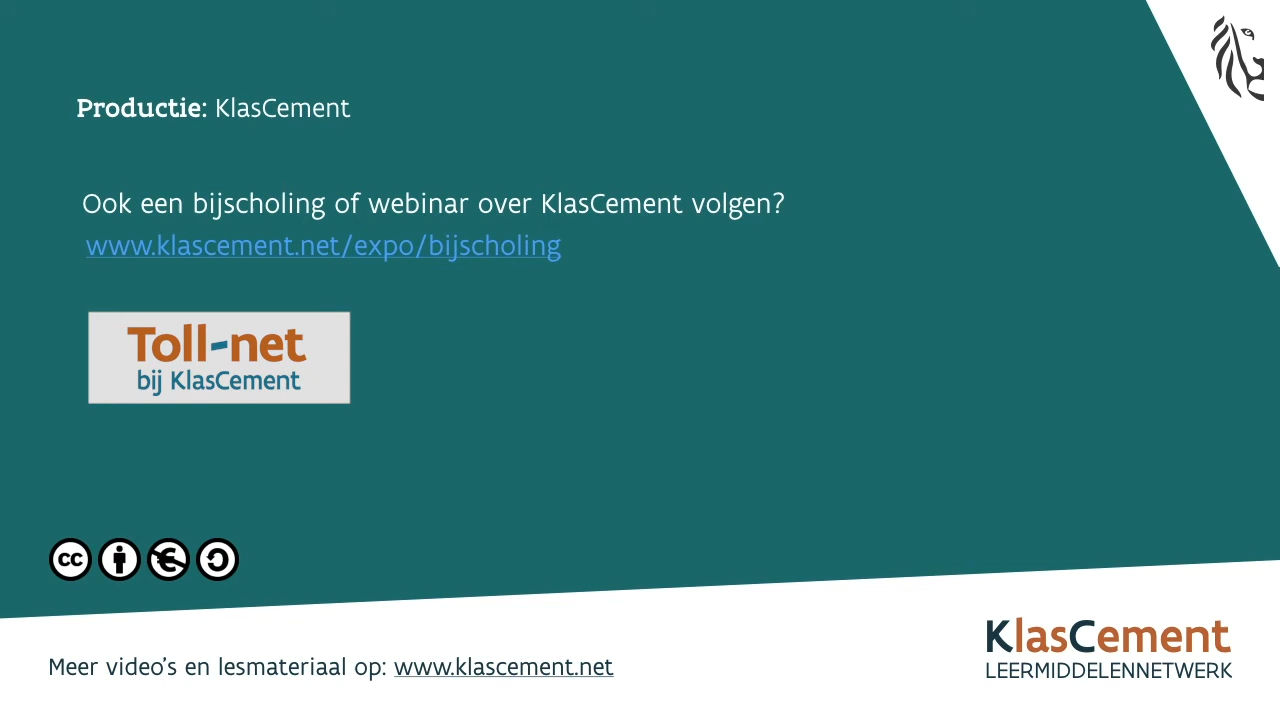 Productie: KlasCement
Ook een bijscholing of webinar over KlasCement volgen?
www.klascement.net/expo/bijscholing
Toll-net
bij KlasCement
cc
Meer video's en lesmateriaal op: www.klascement.net
KlasCement
LEERMIDDELENNETWERK